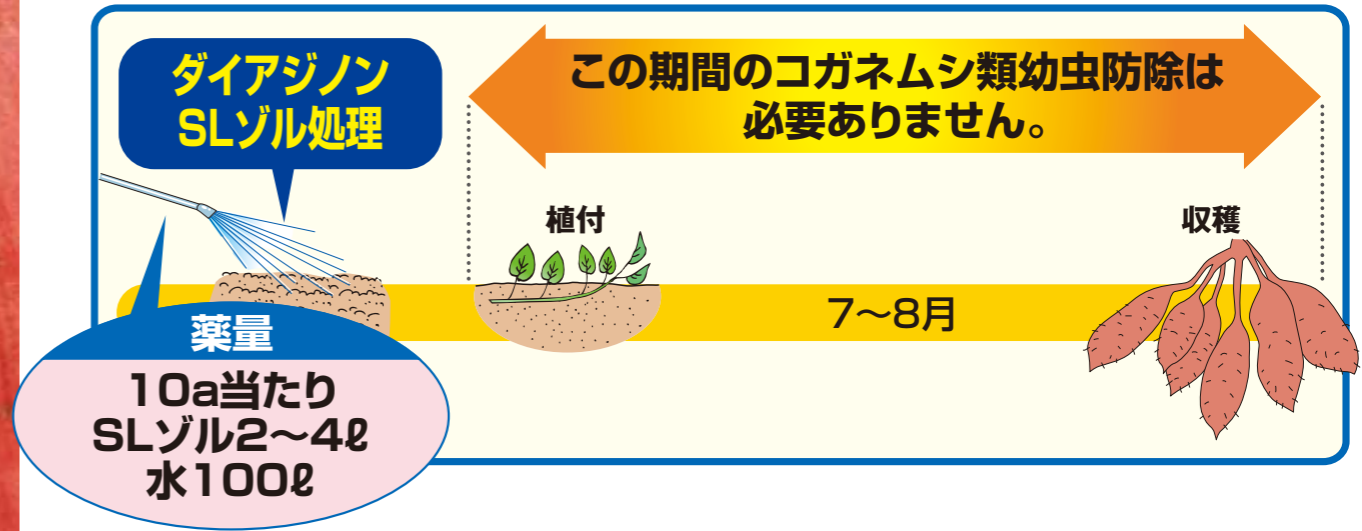 ダイアジノン
SLゾル処理
この期間のコガネムシ類幼虫防除は
必要ありません。
植付
収穫
7〜8月
薬量
10a当たり
SLゾル2〜4ℓ
水100ℓ